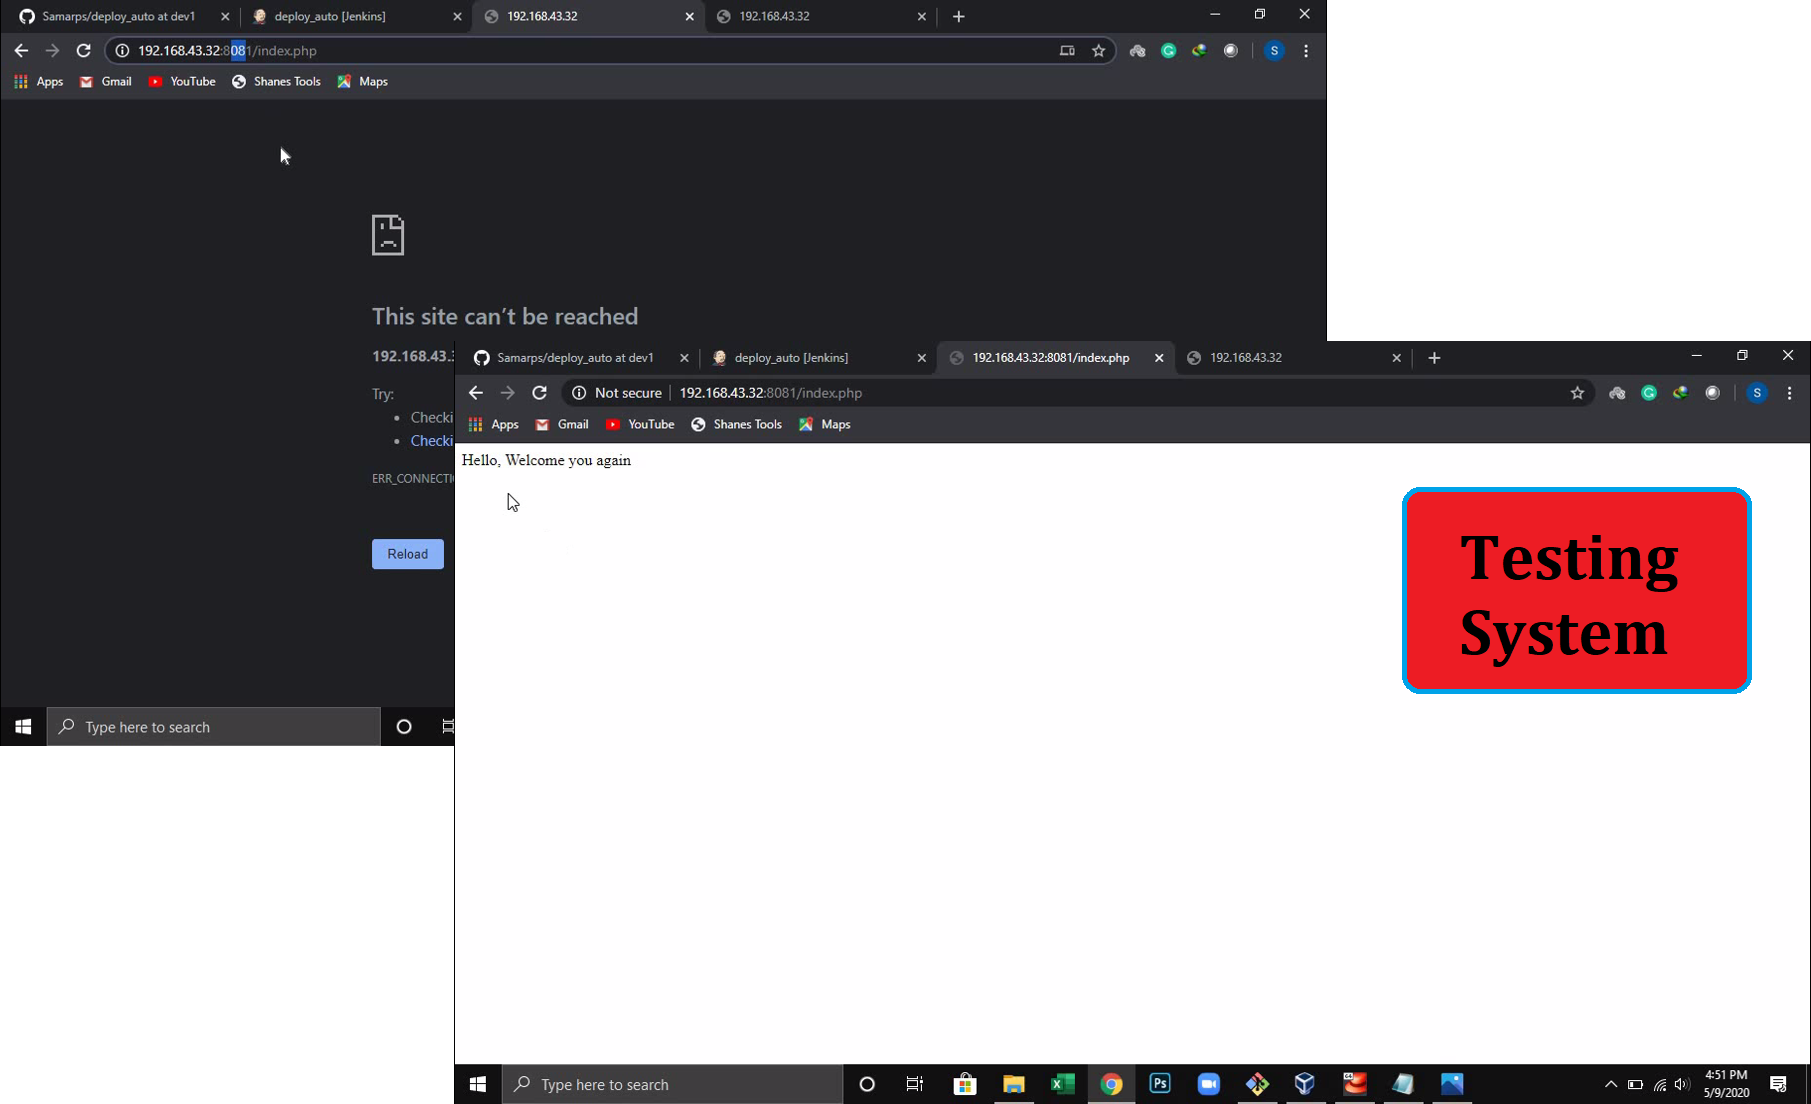 Samarps/deploy_auto at dev1
deploy_auto [Jenkins]
192.168.43.32
192.168.43.32
192.168.43.32:8081/index.php
Apps
Gmail
YouTube
Shanes Tools
Maps
S
This site can't be reached
192.168.43.
Try:
Checki
Checki
ERR_CONNECTI
Reload
Type here to search
Samarps/deploy_auto at dev1
deploy_auto [Jenkins]
192.168.43.32:8081/index.php
192.168.43.32
Not secure
192.168.43.32:8081/index.php
S
Apps
Gmail
YouTube
Shanes Tools
Maps
Hello, Welcome you again
Testing
System
Type here to search
Ps
4:51 PM
5/9/2020